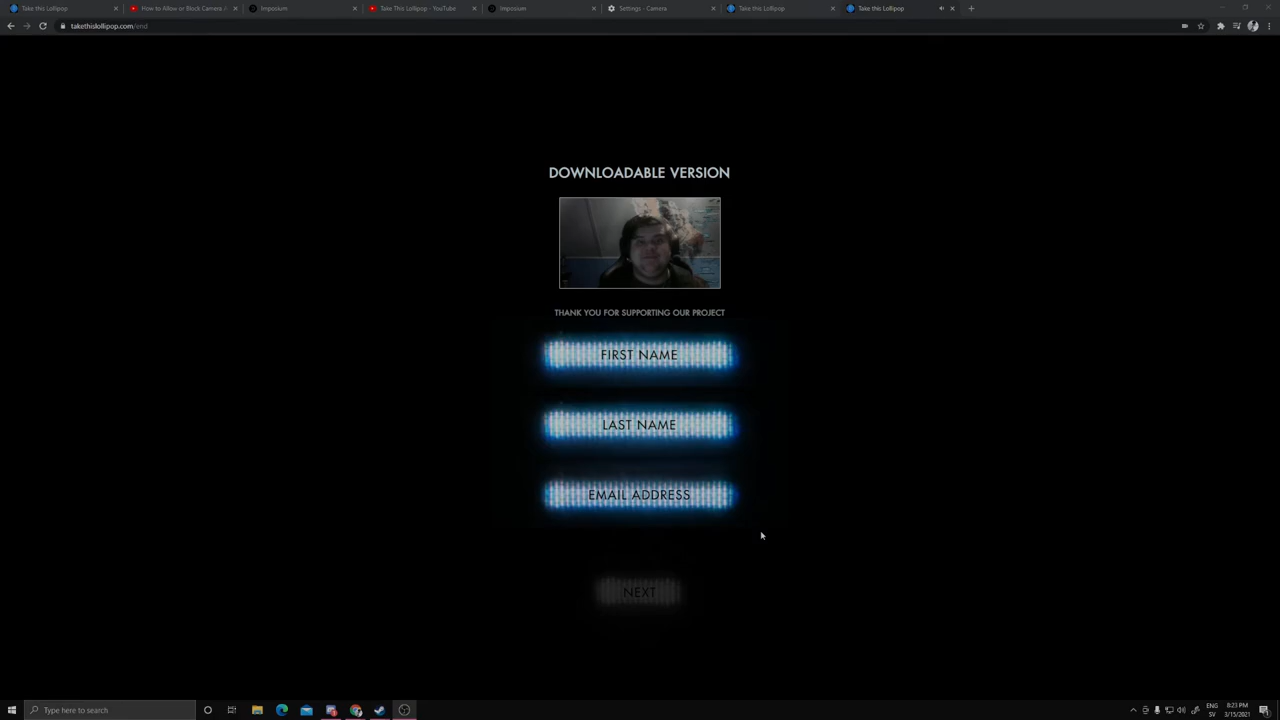 Take this Lollipop
How to Allow or Block Camera A
Imposium
Take This Lollipop - YouTube
Imposium
Settings - Camera
Take this Lollipop
Take this Lollipop
takethislollipop.com/end
DOWNLOADABLE VERSION
THANK YOU FOR SUPPORTING OUR PROJECT
FIRST NAME
LAST NAME
EMAIL ADDRESS
NEXT
Type here to search
ENG
SV
8:23 PM
3/15/2021